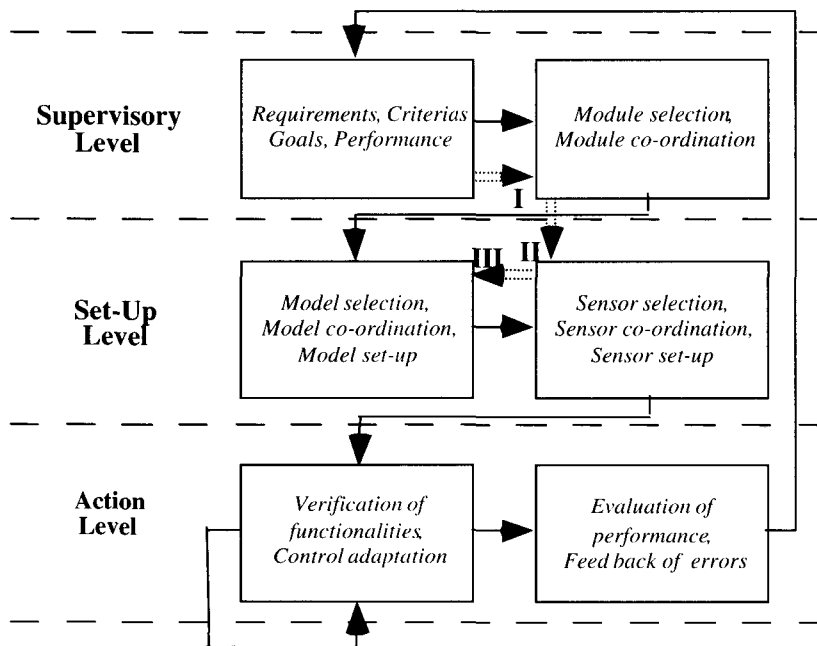 Supervisory
Level
Requirements, Criterias
Goals, Performance
Module selection,
Module co-ordination
I
II
III
Set-Up
Level
Model selection,
Model co-ordination,
Model set-up
Sensor selection,
Sensor co-ordination,
Sensor set-up
Action
Level
Verification of
functionalities,
Control adaptation
Evaluation of
performance,
Feed back of errors